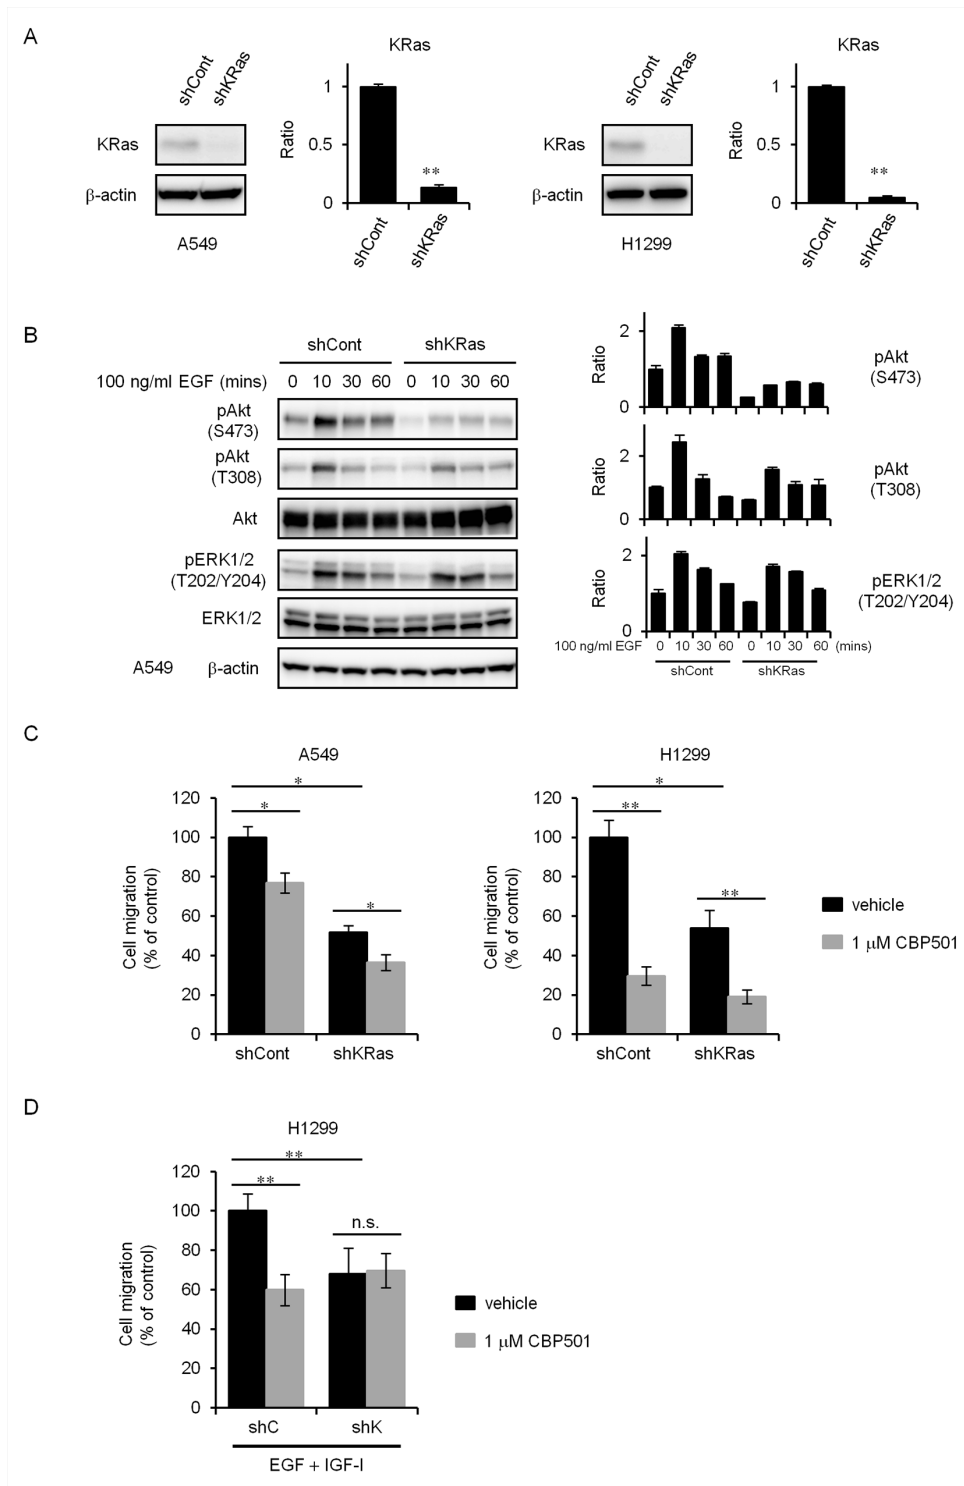 A
shCont
shKRas
KRas
β-actin
A549
KRas
Ratio
1
0.5
0
**
shCont
shKRas
shCont
shKRas
KRas
β-actin
H1299
KRas
Ratio
1
0.5
0
**
shCont
shKRas
B
shCont shKRas
100 ng/ml EGF (mins) 0 10 30 60 0 10 30 60
pAkt
(S473)
pAkt
(T308)
Akt
pERK1/2
(T202/Y204)
ERK1/2
A549 β-actin
Ratio
2
0
pAkt
(S473)
Ratio
2
0
pAkt
(T308)
Ratio
2
0
pERK1/2
(T202/Y204)
100 ng/ml EGF 0 10 30 60 0 10 30 60 (mins)
shCont shKRas
C
A549
Cell migration
(% of control)
120
100
80
60
40
20
0
*
*
*
shCont shKRas
H1299
Cell migration
(% of control)
120
100
80
60
40
20
0
*
**
**
shCont shKRas
vehicle
1 μM CBP501
D
H1299
Cell migration
(% of control)
120
100
80
60
40
20
0
**
**
n.s.
shC shK
EGF + IGF-I
vehicle
1 μM CBP501